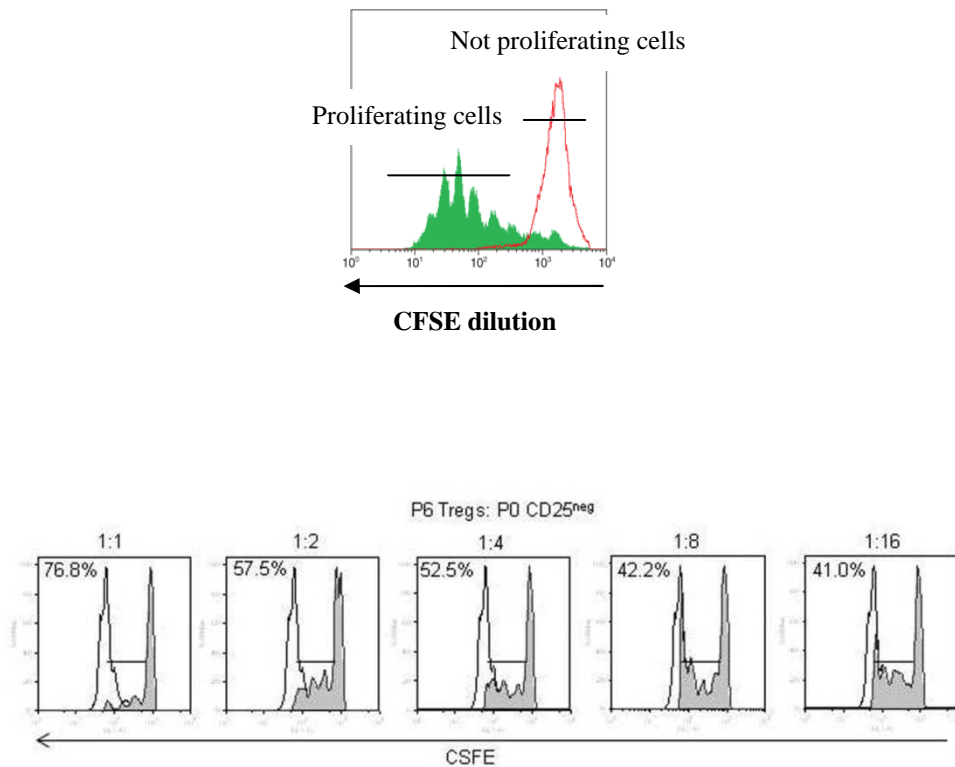 Not proliferating cells
Proliferating cells
10⁰ 10¹ 10² 10³ 10⁴
CFSE dilution
P6 Tregs: P0 CD25ⁿᵉᵍ
1:1 1:2 1:4 1:8 1:16
76.8% 57.5% 52.5% 42.2% 41.0%
CSFE